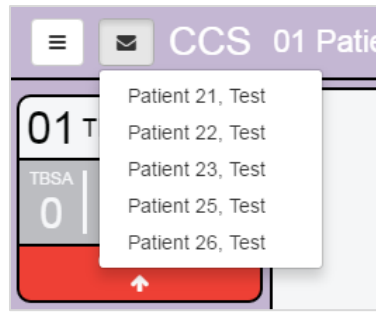 CCS 01 Patie
Patient 21, Test
Patient 22, Test
Patient 23, Test
Patient 25, Test
Patient 26, Test
01 T
TBSA
0